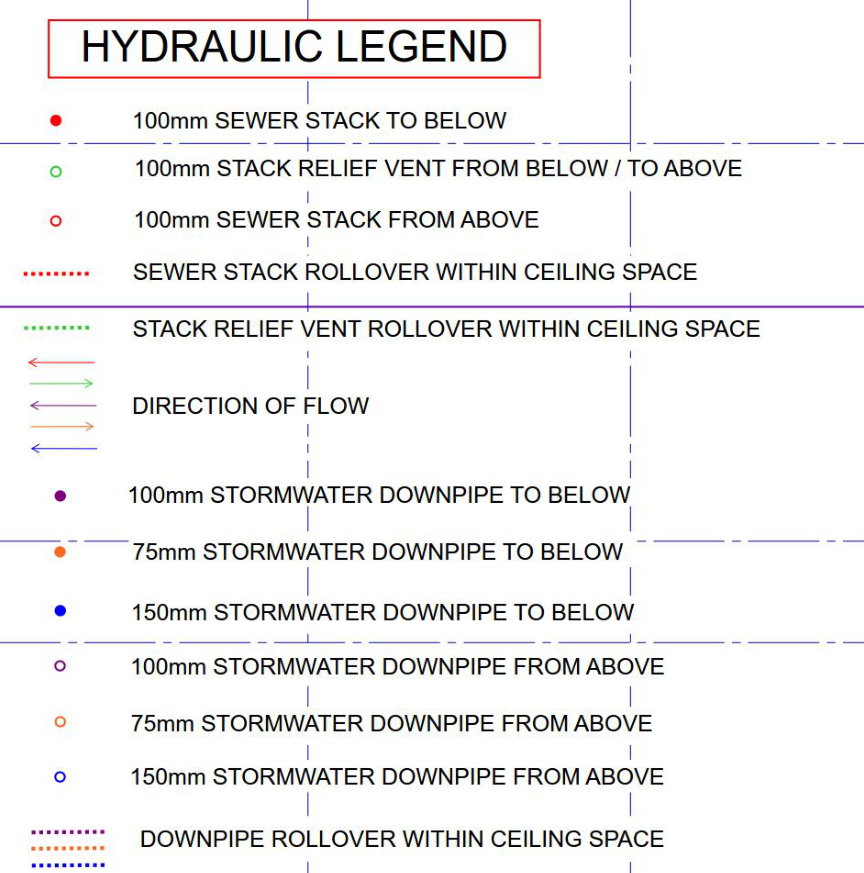 HYDRAULIC LEGEND
100mm SEWER STACK TO BELOW
100mm STACK RELIEF VENT FROM BELOW / TO ABOVE
100mm SEWER STACK FROM ABOVE
SEWER STACK ROLLOVER WITHIN CEILING SPACE
STACK RELIEF VENT ROLLOVER WITHIN CEILING SPACE
DIRECTION OF FLOW
100mm STORMWATER DOWNPIPE TO BELOW
75mm STORMWATER DOWNPIPE TO BELOW
150mm STORMWATER DOWNPIPE TO BELOW
100mm STORMWATER DOWNPIPE FROM ABOVE
75mm STORMWATER DOWNPIPE FROM ABOVE
150mm STORMWATER DOWNPIPE FROM ABOVE
DOWNPIPE ROLLOVER WITHIN CEILING SPACE